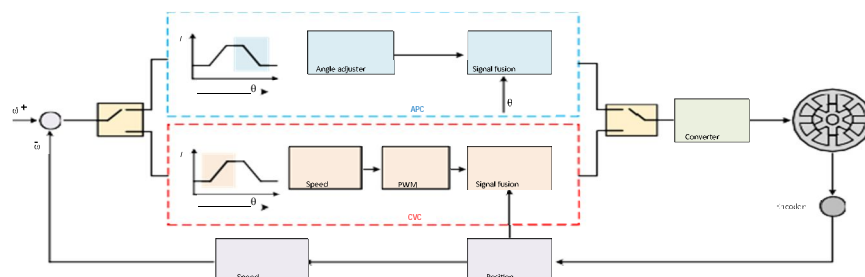 I
Angle adjuster
Signal fusion
θ
θ
APC
ω +
ω -
Converter
I
Speed
PWM
Signal fusion
θ
CVC
Encoder
Speed
Position